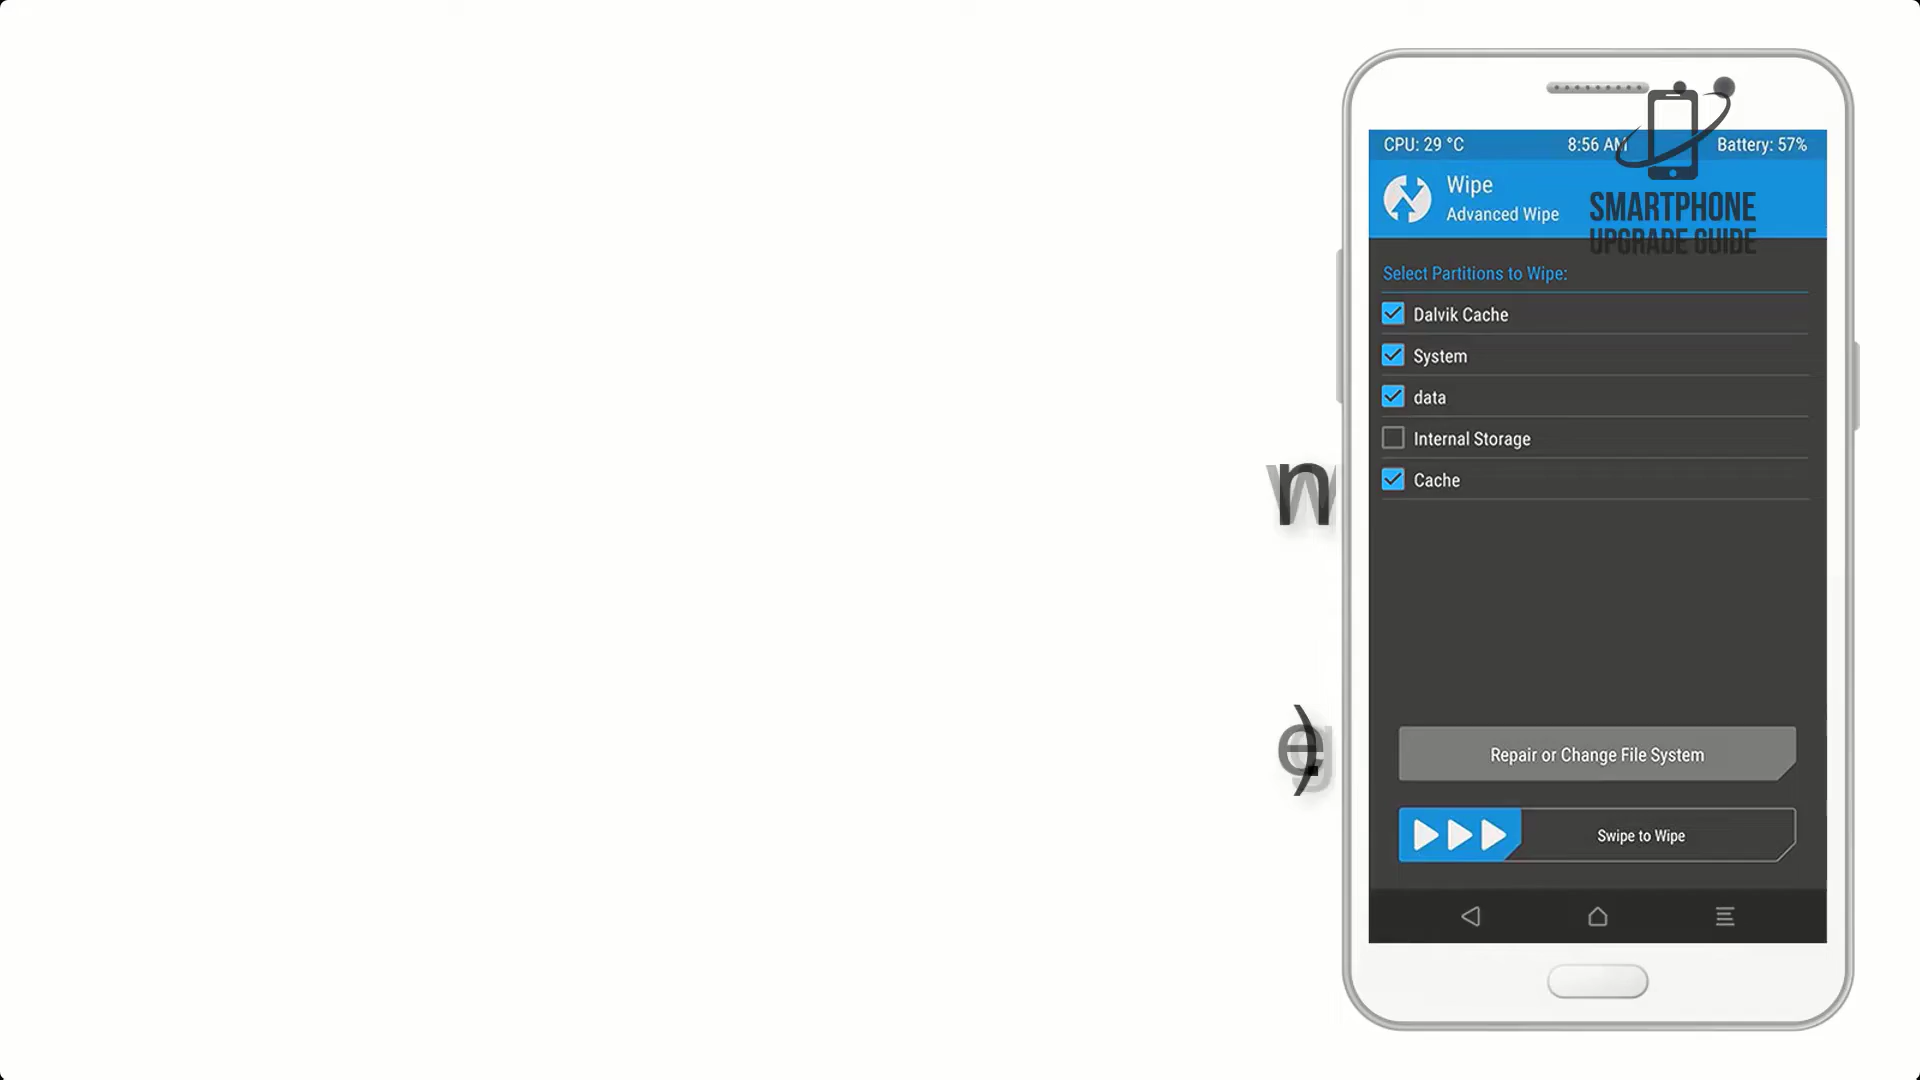 CPU: 29 °C 8:56 AM Battery: 57%
Wipe
Advanced Wipe
SMARTPHONE
UPGRADE GUIDE
Select Partitions to Wipe:
Dalvik Cache
System
data
Internal Storage
Cache
Repair or Change File System
Swipe to Wipe